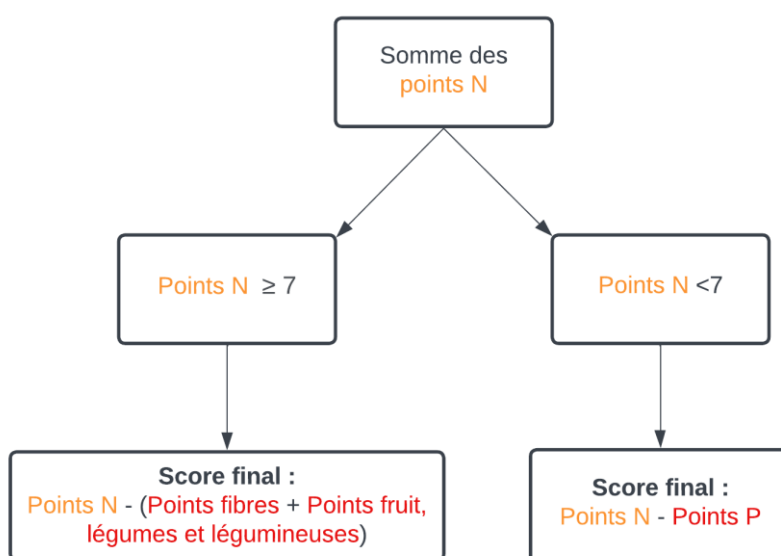 Somme des
points N
Points N ≥ 7
Points N <7
Score final :
Points N - (Points fibres + Points fruit,
légumes et légumineuses)
Score final :
Points N - Points P